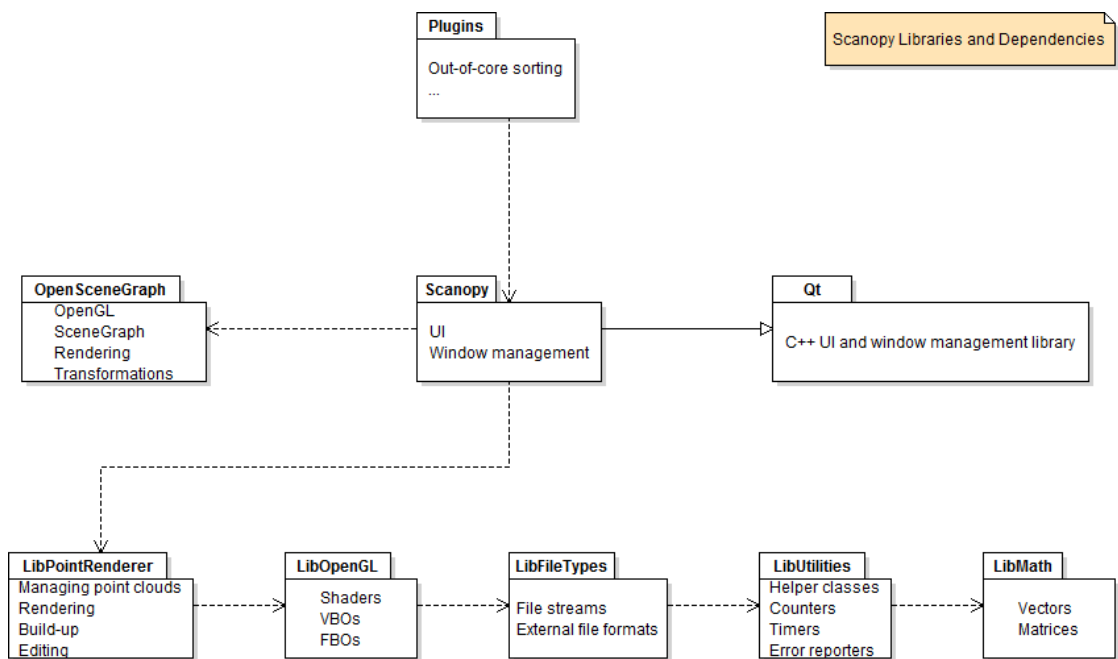 Plugins
Out-of-core sorting
...
Scanopy Libraries and Dependencies
OpenSceneGraph
OpenGL
SceneGraph
Rendering
Transformations
Scanopy
UI
Window management
Qt
C++ UI and window management library
LibPointRenderer
Managing point clouds
Rendering
Build-up
Editing
LibOpenGL
Shaders
VBOs
FBOs
LibFileTypes
File streams
External file formats
LibUtilities
Helper classes
Counters
Timers
Error reporters
LibMath
Vectors
Matrices